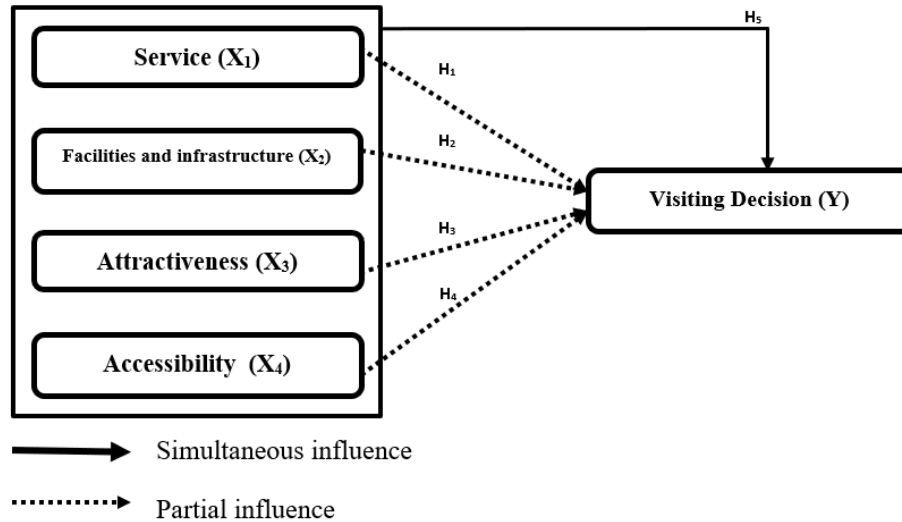 H₅
Service (X₁)
H₁
H₂
Facilities and infrastructure (X₂)
Visiting Decision (Y)
H₃
Attractiveness (X₃)
H₄
Accessibility (X₄)
Simultaneous influence
Partial influence